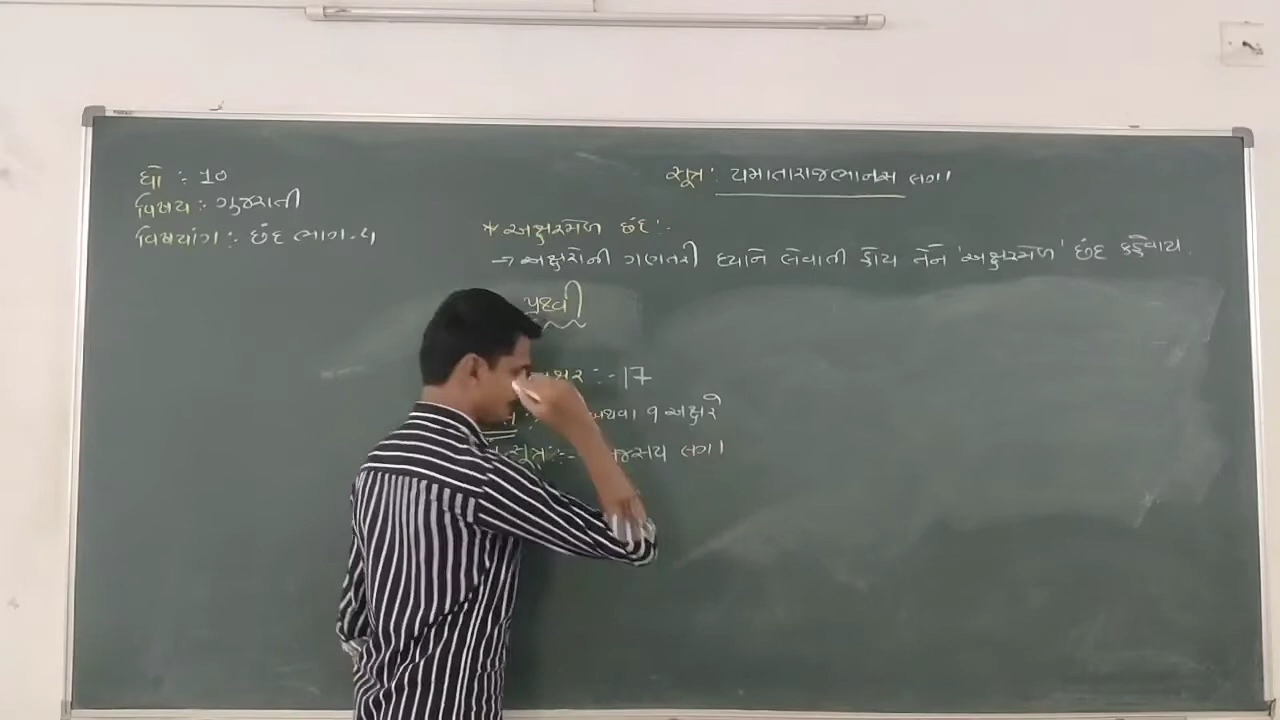 ધો : 10
વિષય : ગુજરાતી
વિષયાંગ : છંદ ભાગ-4
સૂત્ર : યમાતારાજભાનસ લગા
* અક્ષરમેળ છંદ :-
→ અક્ષરોની ગણતરી ધ્યાને લેવાતી હોય તેને 'અક્ષરમેળ' છંદ કહેવાય.
પૃથ્વી
:- 17
અથવા 9 અક્ષરે
સૂત્ર :- જસય લગા